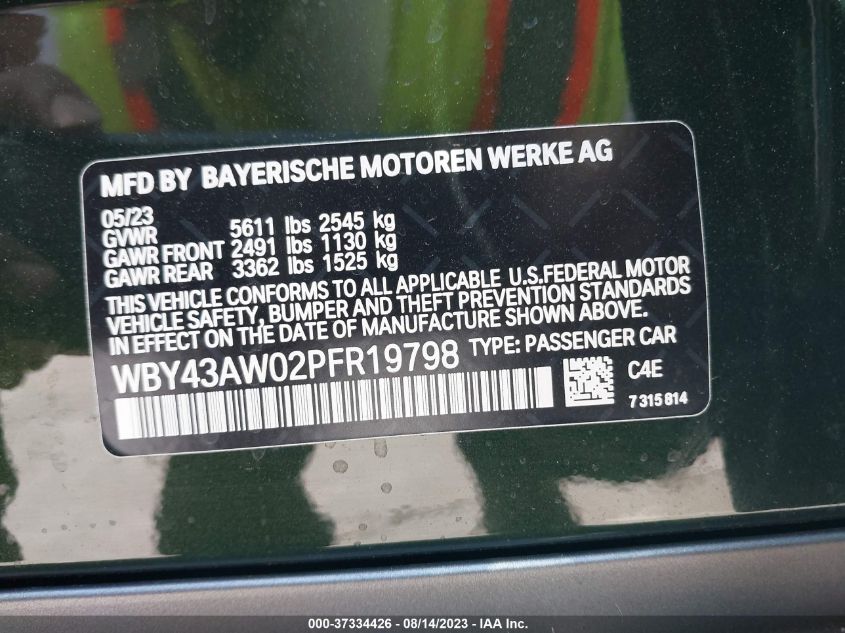 MFD BY BAYERISCHE MOTOREN WERKE AG
05/23
GVWR 5611 lbs 2545 kg
GAWR FRONT 2491 lbs 1130 kg
GAWR REAR 3362 lbs 1525 kg
THIS VEHICLE CONFORMS TO ALL APPLICABLE U.S.FEDERAL MOTOR
VEHICLE SAFETY, BUMPER AND THEFT PREVENTION STANDARDS
IN EFFECT ON THE DATE OF MANUFACTURE SHOWN ABOVE.
WBY43AW02PFR19798 TYPE: PASSENGER CAR
C4E
7 315 814
000-37334426 - 08/14/2023 - IAA Inc.